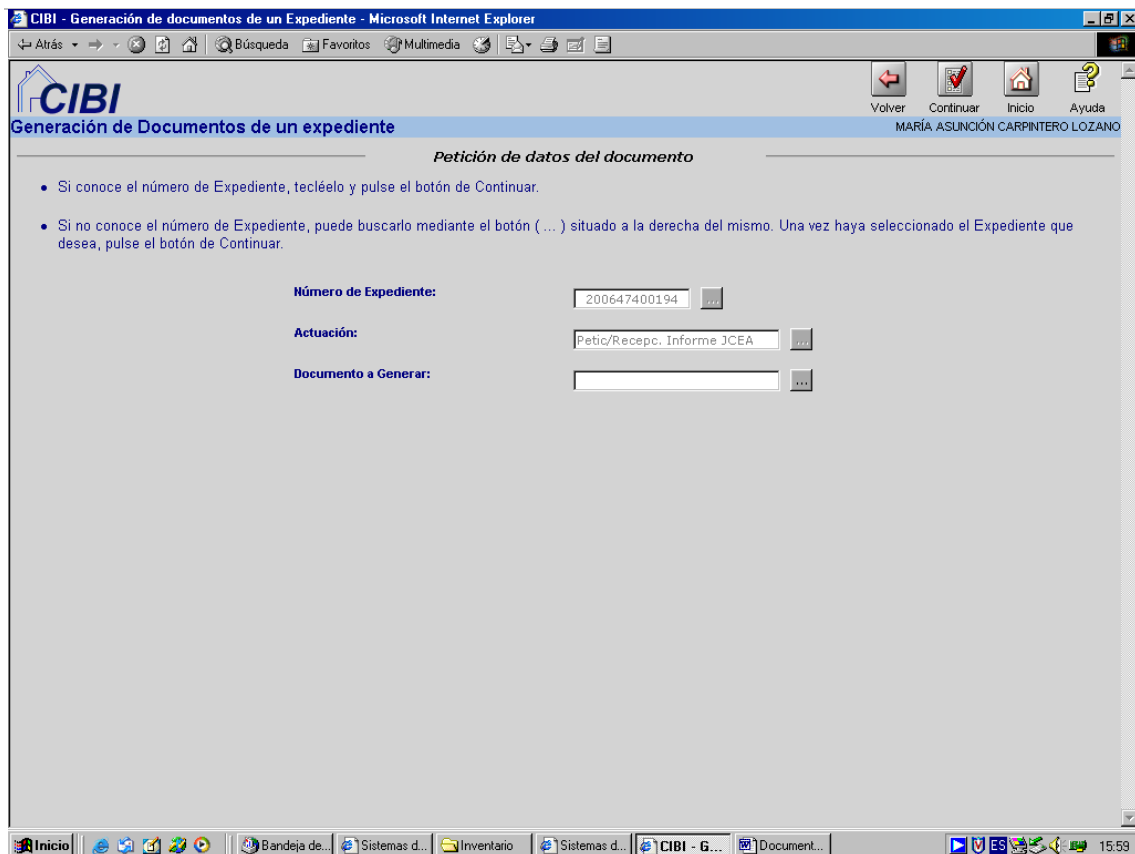 CIBI - Generación de documentos de un Expediente - Microsoft Internet Explorer
Atrás Búsqueda Favoritos Multimedia
CIBI
Volver Continuar Inicio Ayuda
Generación de Documentos de un expediente MARÍA ASUNCIÓN CARPINTERO LOZANO
Petición de datos del documento
• Si conoce el número de Expediente, tecléelo y pulse el botón de Continuar.
• Si no conoce el número de Expediente, puede buscarlo mediante el botón ( ... ) situado a la derecha del mismo. Una vez haya seleccionado el Expediente que
desea, pulse el botón de Continuar.
Número de Expediente: 200647400194 ...
Actuación: Petic/Recepc. Informe JCEA ...
Documento a Generar: ...
Inicio Bandeja de... Sistemas d... Inventario Sistemas d... CIBI - G... Document... ES 15:59